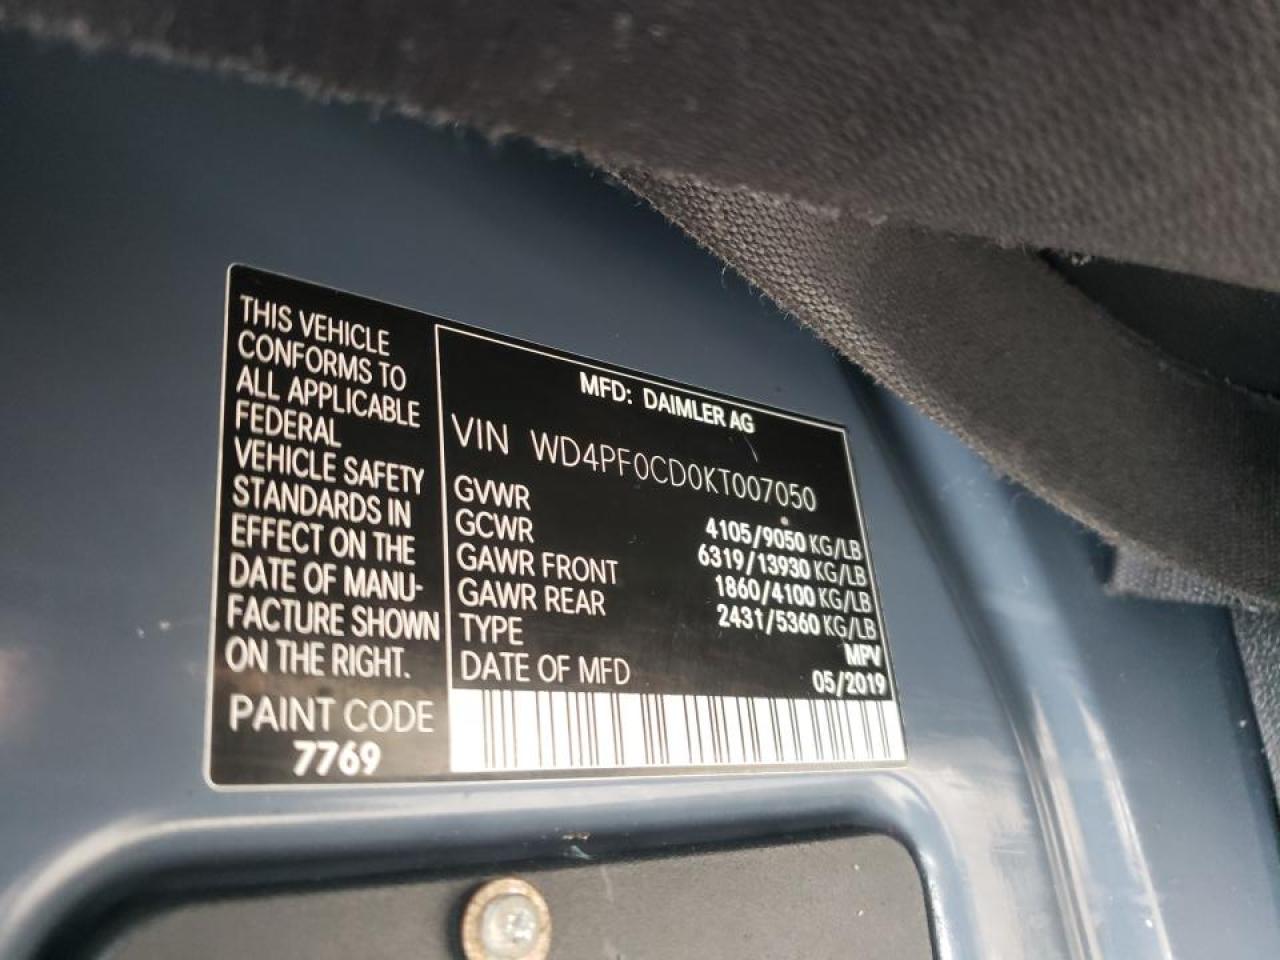 THIS VEHICLE
CONFORMS TO
ALL APPLICABLE
FEDERAL
VEHICLE SAFETY
STANDARDS IN
EFFECT ON THE
DATE OF MANU-
FACTURE SHOWN
ON THE RIGHT.
PAINT CODE
7769
MFD: DAIMLER AG
VIN WD4PF0CD0KT007050
GVWR 4105/9050 KG/LB
GCWR 6319/13930 KG/LB
GAWR FRONT 1860/4100 KG/LB
GAWR REAR 2431/5360 KG/LB
TYPE MPV
DATE OF MFD 05/2019